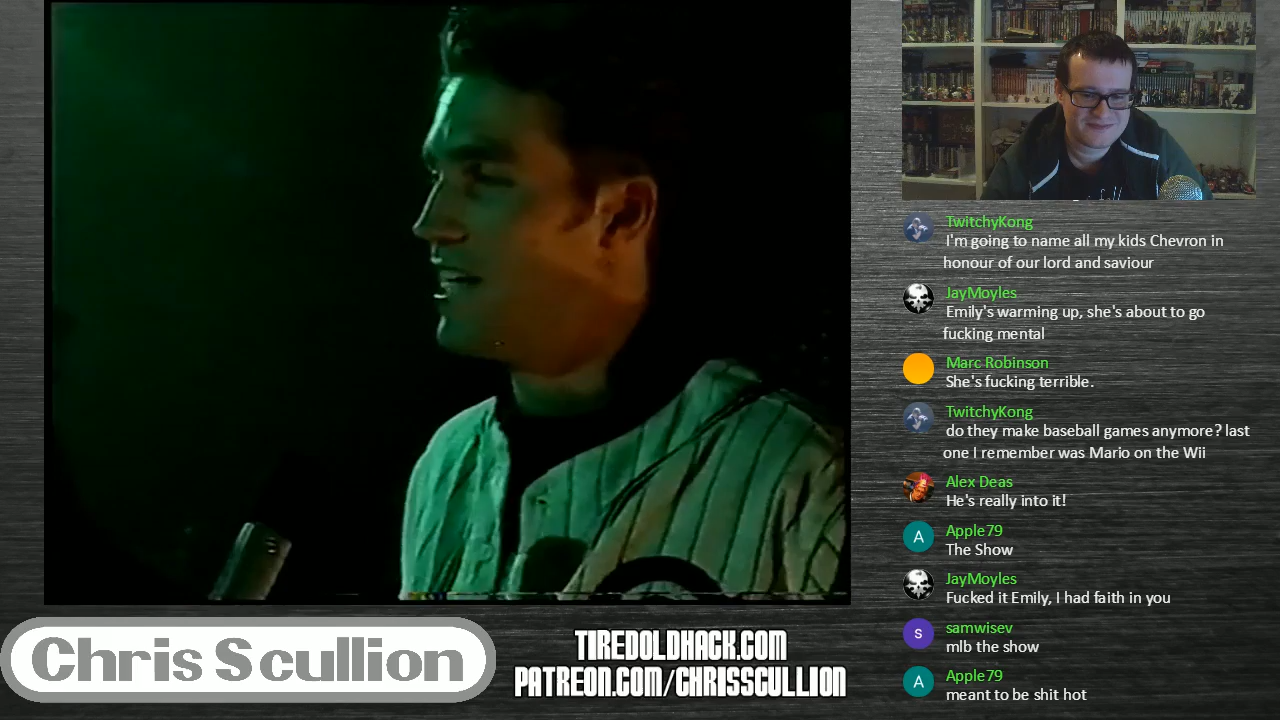 TwitchyKong
I'm going to name all my kids Chevron in
honour of our lord and saviour
JayMoyles
Emily's warming up, she's about to go
fucking mental
Marc Robinson
She's fucking terrible.
TwitchyKong
do they make baseball games anymore? last
one I remember was Mario on the Wii
Alex Deas
He's really into it!
A
Apple79
The Show
JayMoyles
Fucked it Emily, I had faith in you
S
samwisev
mlb the show
A
Apple79
meant to be shit hot
Chris Scullion
TIREDOLDHACK.COM
PATREON.COM/CHRISSCULLION